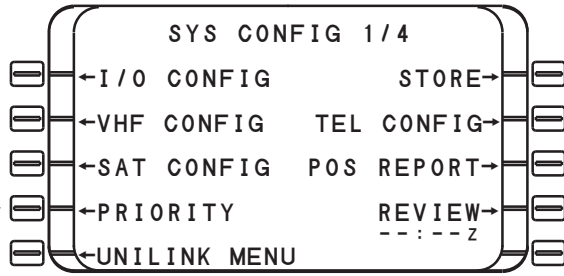 SYS CONFIG 1/4
←I/O CONFIG STORE→
←VHF CONFIG TEL CONFIG→
←SAT CONFIG POS REPORT→
←PRIORITY REVIEW→
--:--Z
←UNILINK MENU